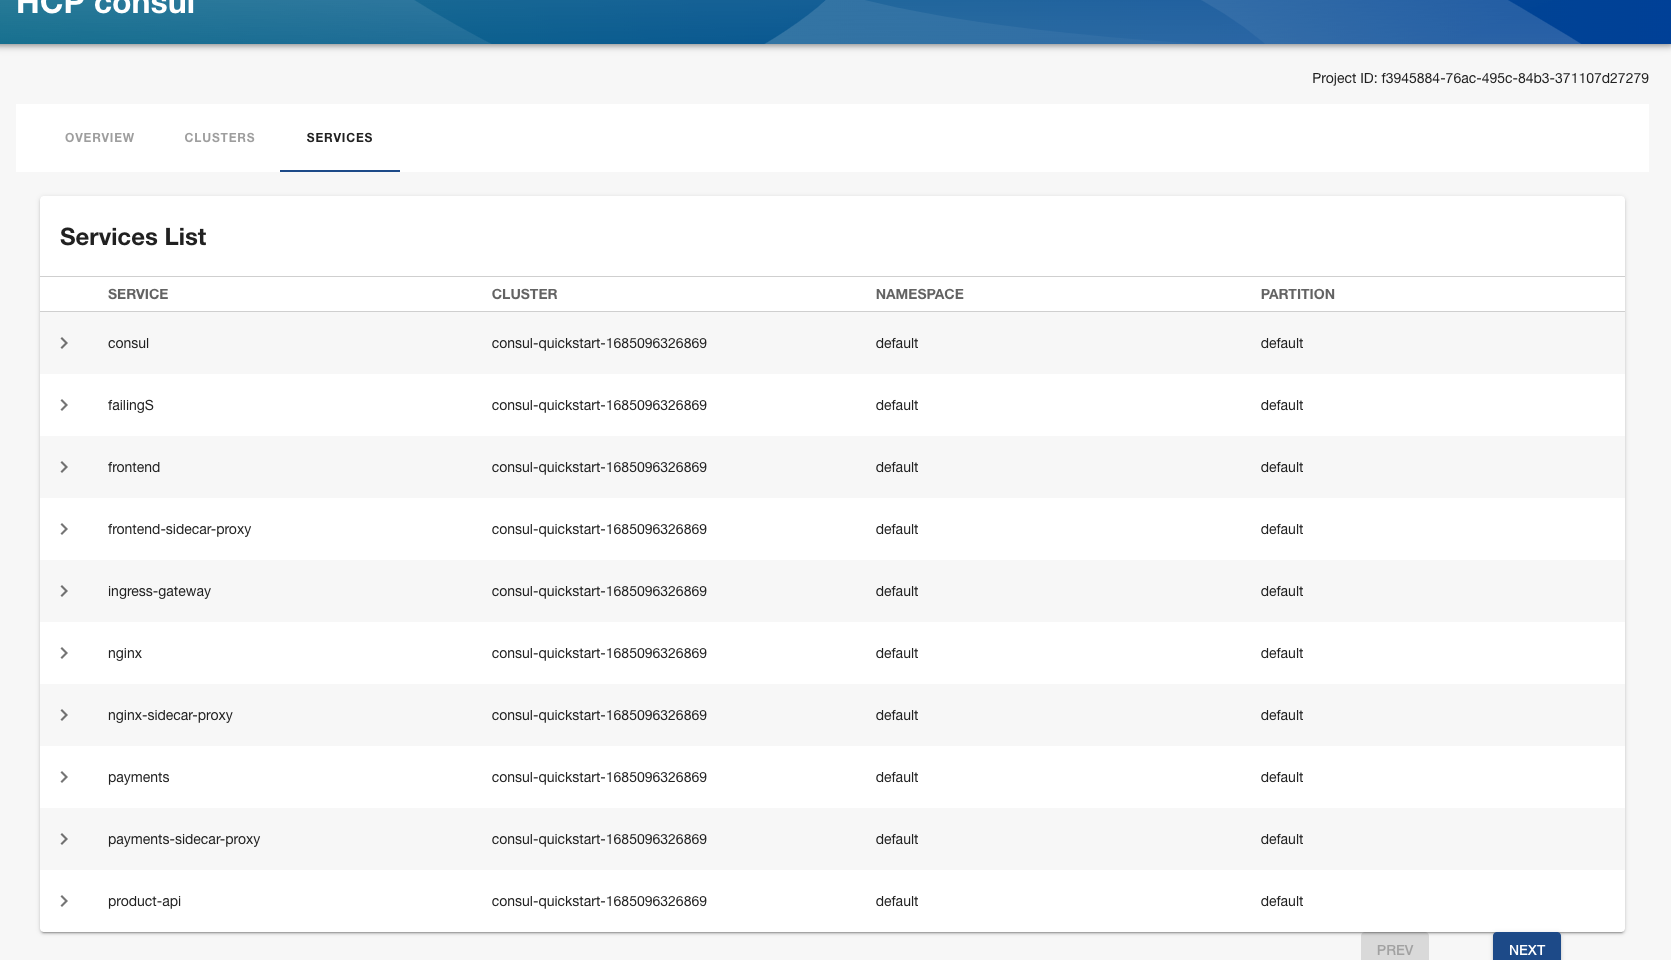 HCP consul
Project ID: f3945884-76ac-495c-84b3-371107d27279
OVERVIEW CLUSTERS SERVICES
Services List
SERVICE CLUSTER NAMESPACE PARTITION
consul consul-quickstart-1685096326869 default default
failingS consul-quickstart-1685096326869 default default
frontend consul-quickstart-1685096326869 default default
frontend-sidecar-proxy consul-quickstart-1685096326869 default default
ingress-gateway consul-quickstart-1685096326869 default default
nginx consul-quickstart-1685096326869 default default
nginx-sidecar-proxy consul-quickstart-1685096326869 default default
payments consul-quickstart-1685096326869 default default
payments-sidecar-proxy consul-quickstart-1685096326869 default default
product-api consul-quickstart-1685096326869 default default
PREV NEXT